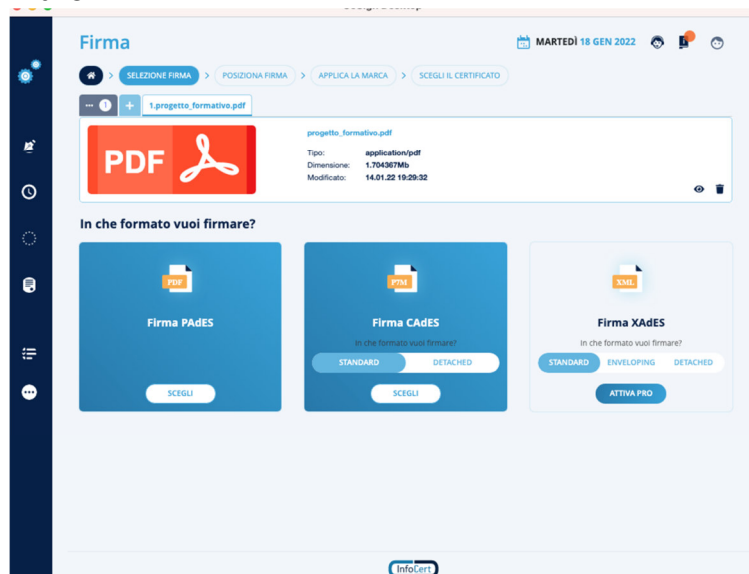 Firma
MARTEDÌ 18 GEN 2022
SELEZIONE FIRMA > POSIZIONA FIRMA > APPLICA LA MARCA > SCEGLI IL CERTIFICATO
1 + 1.progetto_formativo.pdf
PDF
progetto_formativo.pdf
Tipo: application/pdf
Dimensione: 1.704367Mb
Modificato: 14.01.22 19:29:32
In che formato vuoi firmare?
PDF
Firma PAdES
SCEGLI
P7M
Firma CAdES
In che formato vuoi firmare?
STANDARD DETACHED
SCEGLI
XML
Firma XAdES
In che formato vuoi firmare?
STANDARD ENVELOPING DETACHED
ATTIVA PRO
InfoCert